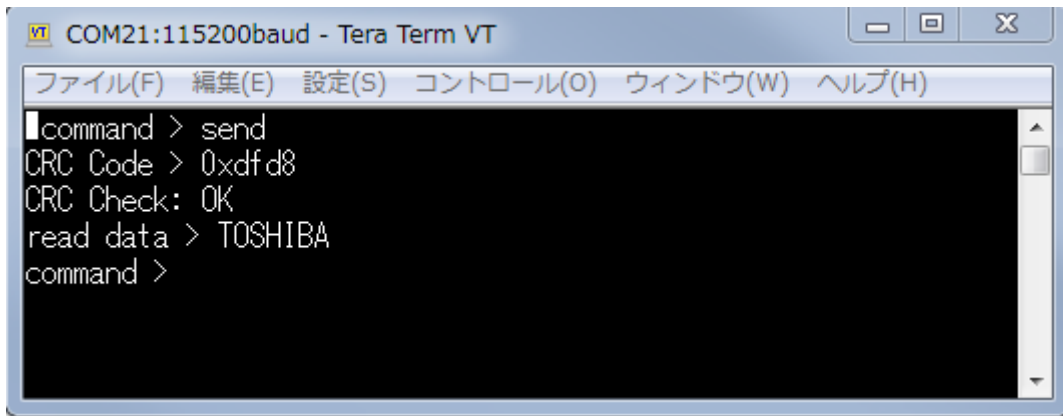 COM21:115200baud - Tera Term VT
ファイル(F) 編集(E) 設定(S) コントロール(O) ウィンドウ(W) ヘルプ(H)
command > send
CRC Code > 0xdfd8
CRC Check: OK
read data > TOSHIBA
command >